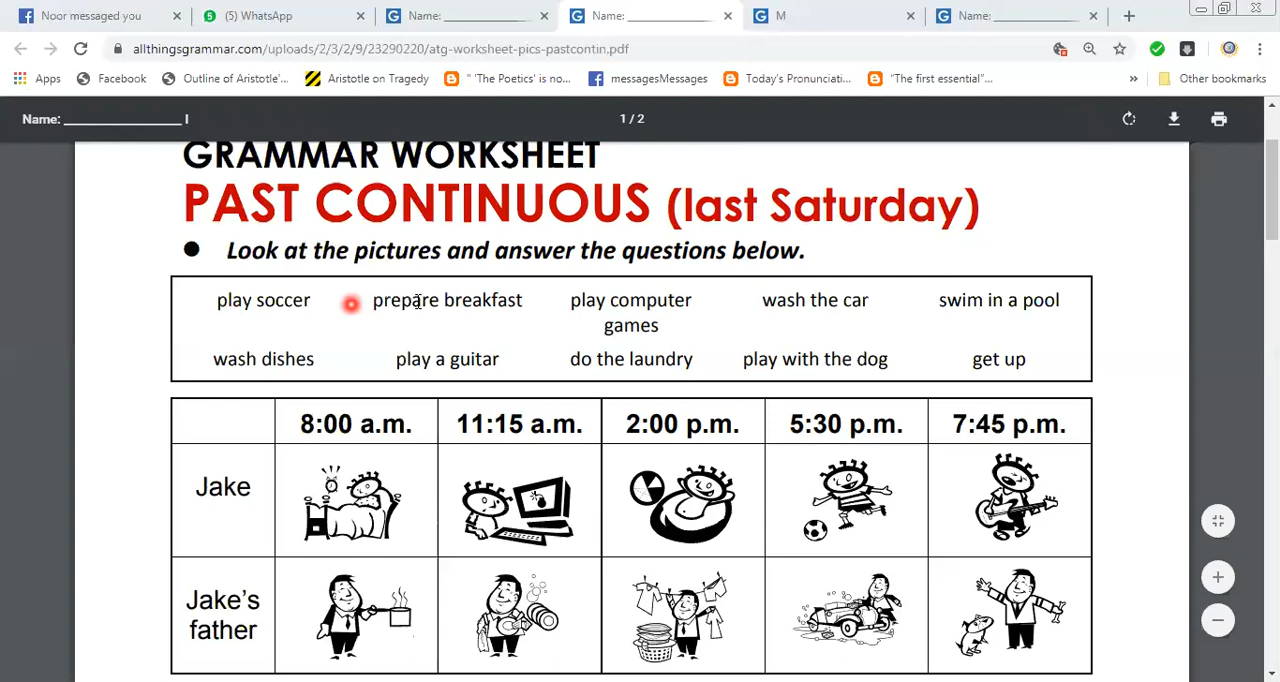 Noor messaged you
(5) WhatsApp
Name: ___________
Name: ___________
M
Name: ___________
allthingsgrammar.com/uploads/2/3/2/9/23290220/atg-worksheet-pics-pastcontin.pdf
Apps Facebook Outline of Aristotle'... Aristotle on Tragedy " 'The Poetics' is no... messagesMessages Today's Pronunciati... "The first essential"... » Other bookmarks
Name: ________________ I
1 / 2
GRAMMAR WORKSHEET
PAST CONTINUOUS (last Saturday)
● Look at the pictures and answer the questions below.
play soccer prepare breakfast play computer wash the car swim in a pool
games
wash dishes play a guitar do the laundry play with the dog get up
8:00 a.m. 11:15 a.m. 2:00 p.m. 5:30 p.m. 7:45 p.m.
Jake
Jake's
father